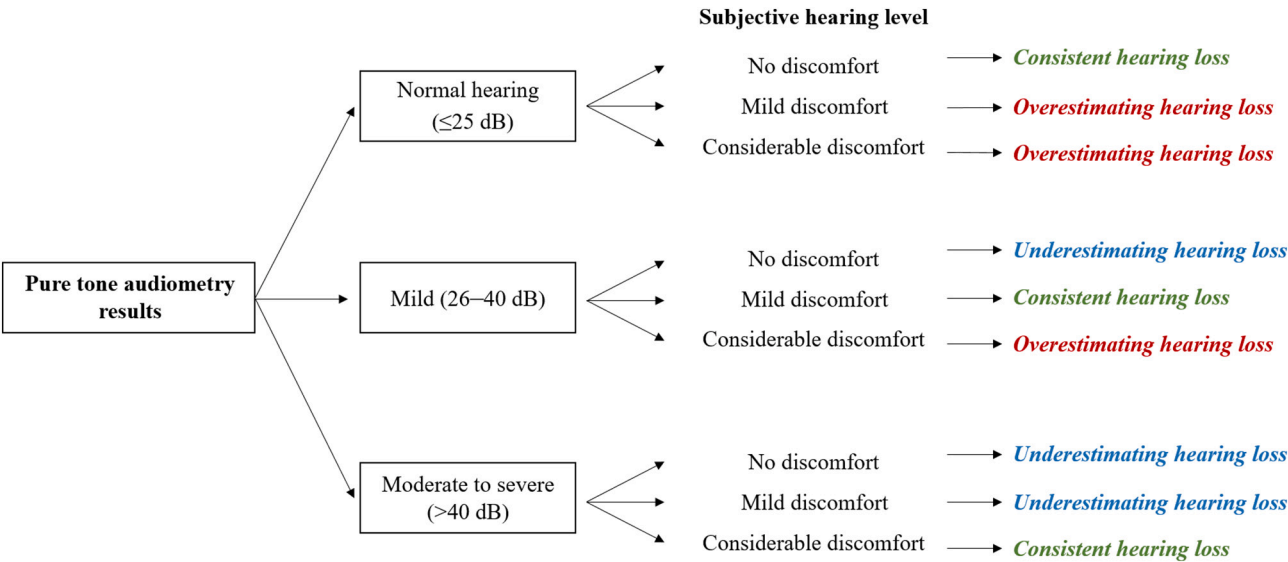 Subjective hearing level
Pure tone audiometry
results
Normal hearing
(≤25 dB)
No discomfort
Consistent hearing loss
Mild discomfort
Overestimating hearing loss
Considerable discomfort
Overestimating hearing loss
Mild (26–40 dB)
No discomfort
Underestimating hearing loss
Mild discomfort
Consistent hearing loss
Considerable discomfort
Overestimating hearing loss
Moderate to severe
(>40 dB)
No discomfort
Underestimating hearing loss
Mild discomfort
Underestimating hearing loss
Considerable discomfort
Consistent hearing loss